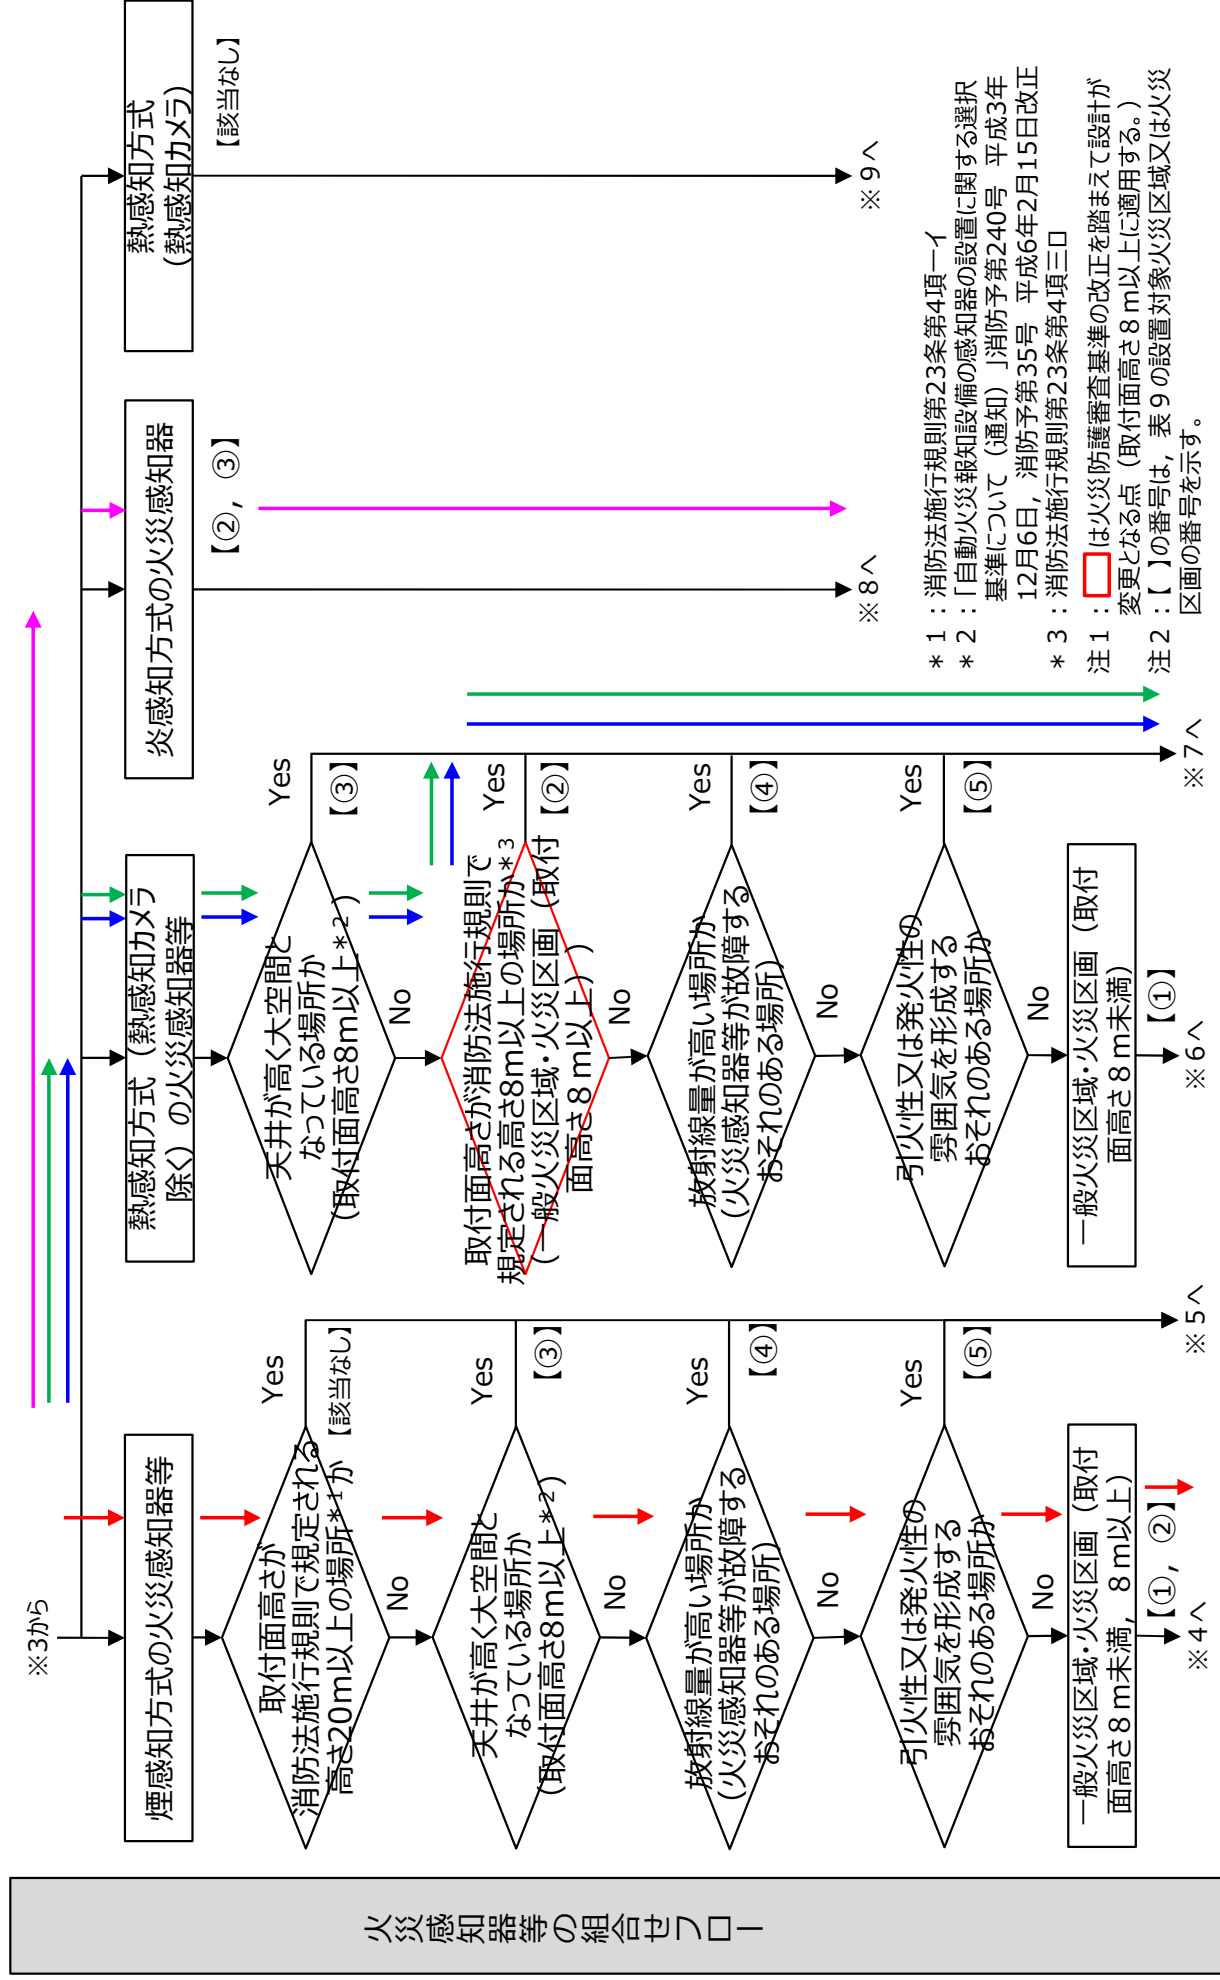 火災感知器等の組合せフロー
※3から
煙感知方式の火災感知器等
取付面高さが
消防法施行規則で規定される
高さ20m以上の場所＊1か
Yes
【該当なし】
No
天井が高く大空間と
なっている場所か
(取付面高さ8m以上＊2)
Yes
【③】
No
放射線量が高い場所か
(火災感知器等が故障する
おそれのある場所)
Yes
【④】
No
引火性又は発火性の
雰囲気を形成する
おそれのある場所か
Yes
【⑤】
No
一般火災区域・火災区画（取付
面高さ8ｍ未満，8ｍ以上）
【①，②】
※4へ
※5へ
熱感知方式（熱感知カメラ
除く）の火災感知器等
天井が高く大空間と
なっている場所か
(取付面高さ8m以上＊2)
Yes
【③】
No
取付面高さが消防法施行規則で
規定される高さ8m以上の場所か＊3
(一般火災区域・火災区画（取付
面高さ8ｍ以上）)
Yes
【②】
No
放射線量が高い場所か
(火災感知器等が故障する
おそれのある場所)
Yes
【④】
No
引火性又は発火性の
雰囲気を形成する
おそれのある場所か
Yes
【⑤】
No
一般火災区域・火災区画（取付
面高さ8ｍ未満）
【①】
※6へ
※7へ
炎感知方式の火災感知器
【②，③】
※8へ
熱感知方式
（熱感知カメラ）
【該当なし】
※9へ
＊1：消防法施行規則第23条第4項一イ
＊2：「自動火災報知設備の感知器の設置に関する選択
基準について（通知）」消防予第240号　平成3年
12月6日，消防予第35号　平成6年2月15日改正
＊3：消防法施行規則第23条第4項三ロ
注1：　　は火災防護審査基準の改正を踏まえて設計が
変更となる点（取付面高さ8ｍ以上に適用する。）
注2：【 】の番号は，表9の設置対象火災区域又は火災
区画の番号を示す。